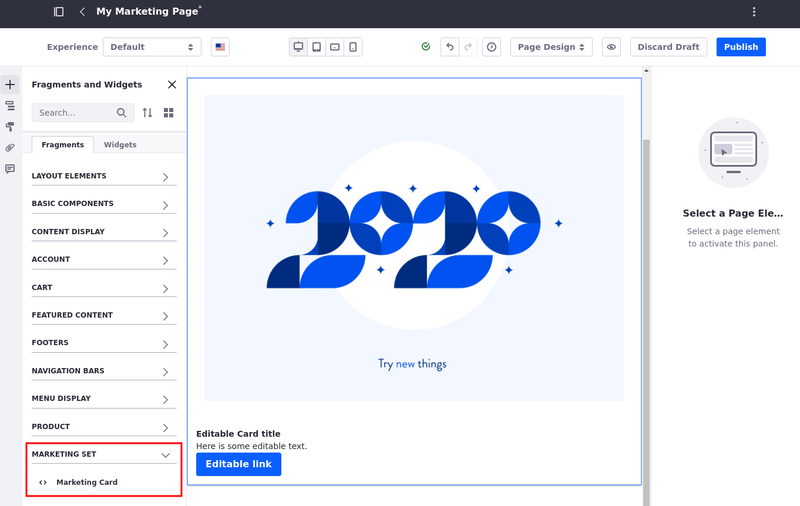 My Marketing Page*
Experience Default Page Design Discard Draft Publish
Fragments and Widgets
Search...
Fragments Widgets
LAYOUT ELEMENTS
BASIC COMPONENTS
CONTENT DISPLAY
ACCOUNT
CART
FEATURED CONTENT
FOOTERS
NAVIGATION BARS
MENU DISPLAY
PRODUCT
MARKETING SET
Marketing Card
2020
Try new things
Editable Card title
Here is some editable text.
Editable link
Select a Page Ele...
Select a page element
to activate this panel.